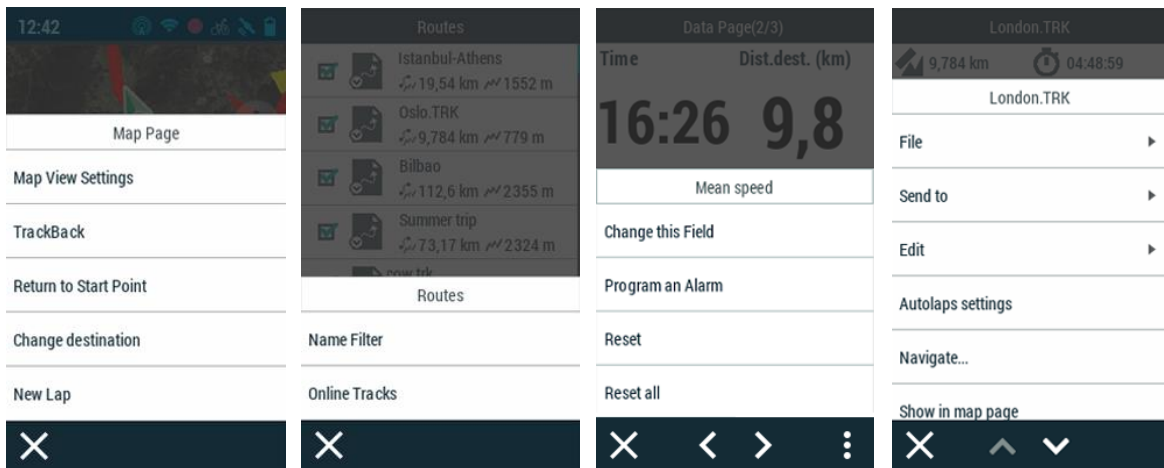 12:42
Map Page
Map View Settings
TrackBack
Return to Start Point
Change destination
New Lap
Routes
Istanbul-Athens
19,54 km 1552 m
Oslo.TRK
9,784 km 779 m
Bilbao
112,6 km 2355 m
Summer trip
73,17 km 2324 m
cow.trk
Routes
Name Filter
Online Tracks
Data Page(2/3)
Time Dist.dest. (km)
16:26 9,8
Mean speed
Change this Field
Program an Alarm
Reset
Reset all
London.TRK
9,784 km 04:48:59
London.TRK
File
Send to
Edit
Autolaps settings
Navigate...
Show in map page